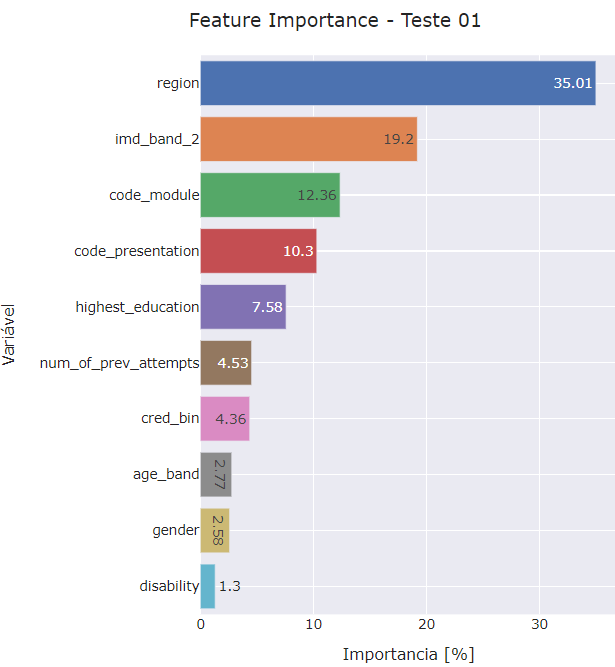 Feature Importance - Teste 01
Variável
region 35.01
imd_band_2 19.2
code_module 12.36
code_presentation 10.3
highest_education 7.58
num_of_prev_attempts 4.53
cred_bin 4.36
age_band 2.77
gender 2.58
disability 1.3
0 10 20 30
Importancia [%]